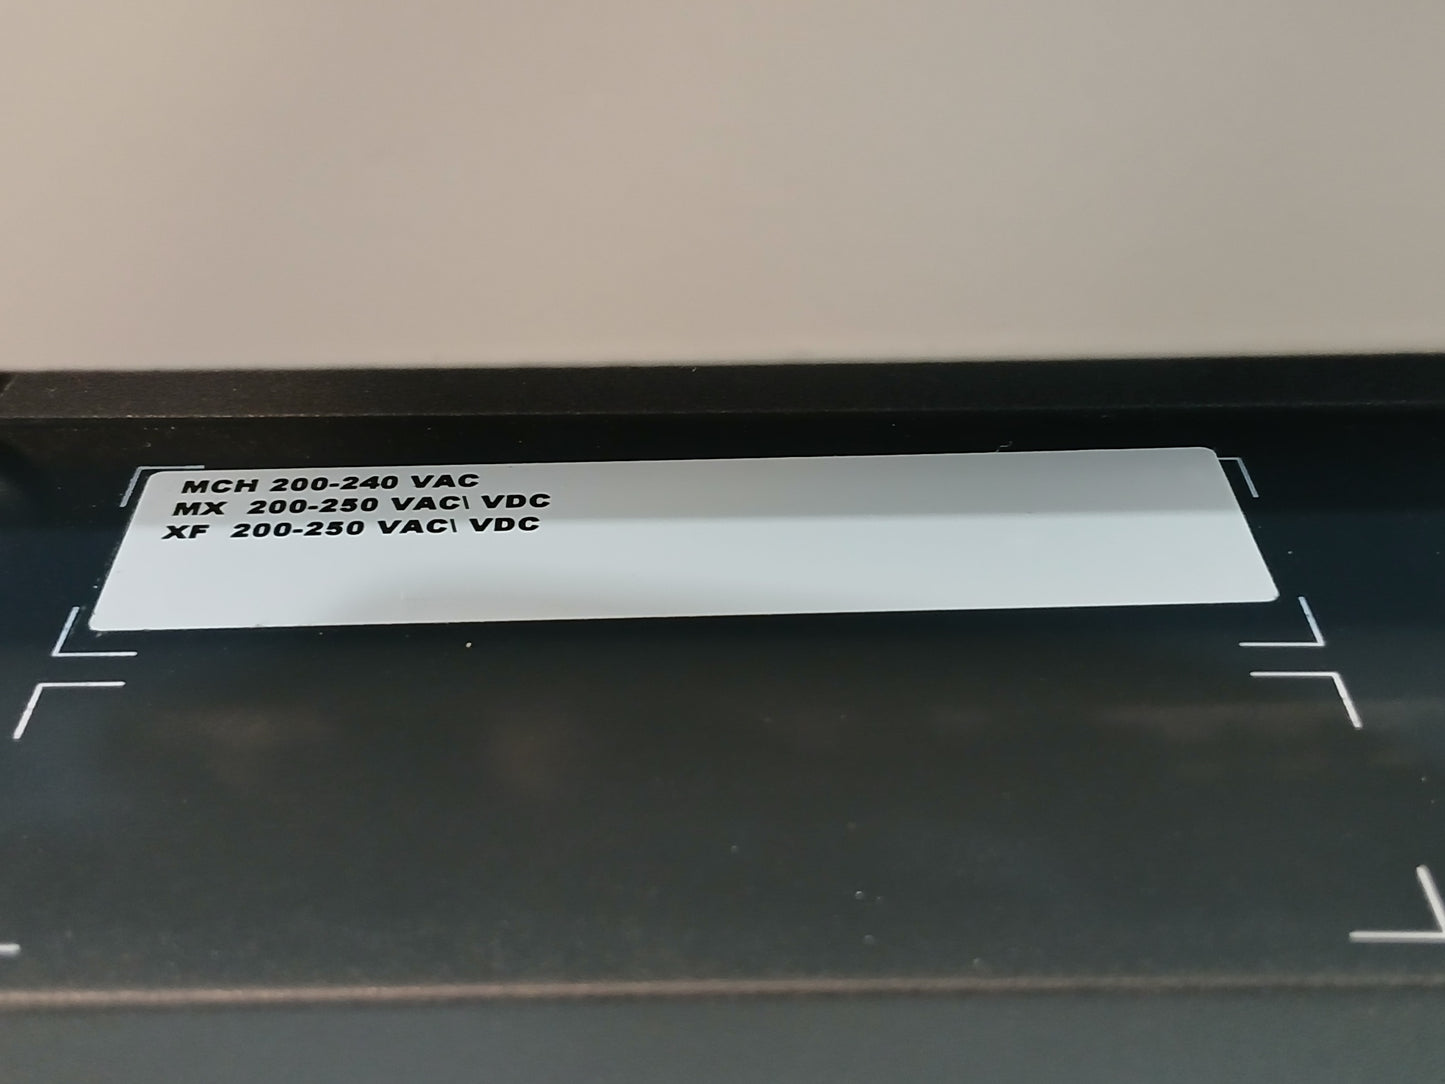 MCH 200-240 VAC
MX 200-250 VAC\ VDC
XF 200-250 VAC\ VDC